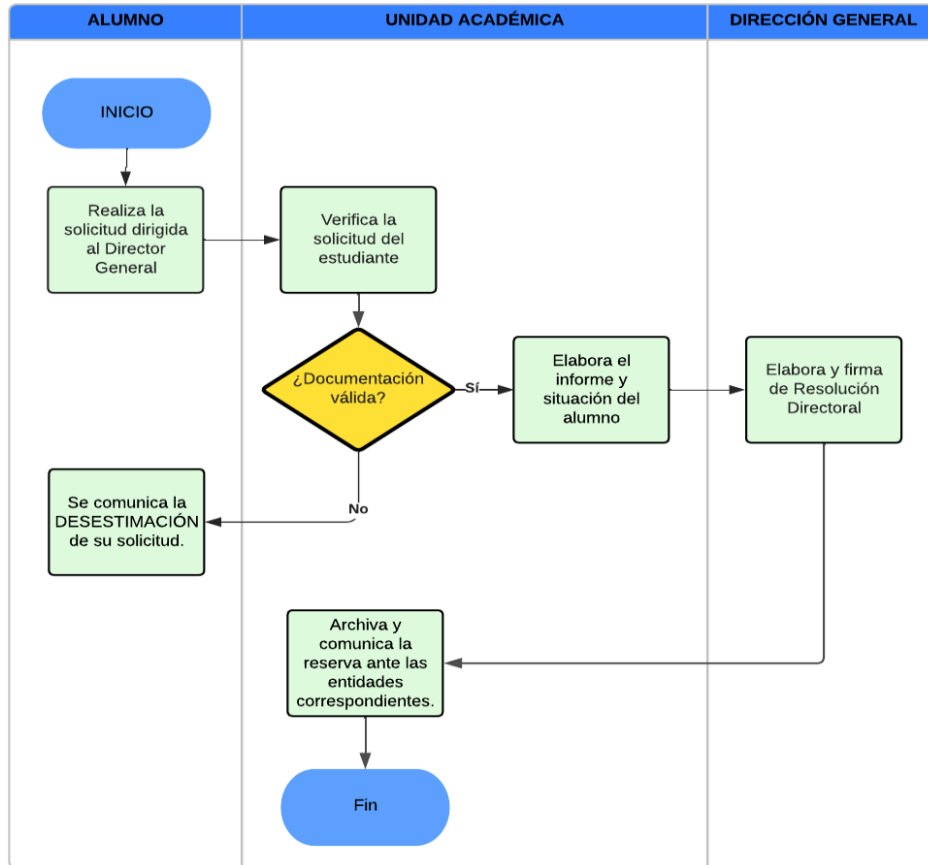 ALUMNO
UNIDAD ACADÉMICA
DIRECCIÓN GENERAL
INICIO
Realiza la
solicitud dirigida
al Director
General
Verifica la
solicitud del
estudiante
¿Documentación
válida?
Sí
Elabora el
informe y
situación del
alumno
Elabora y firma
de Resolución
Directoral
No
Se comunica la
DESESTIMACIÓN
de su solicitud.
Archiva y
comunica la
reserva ante las
entidades
correspondientes.
Fin